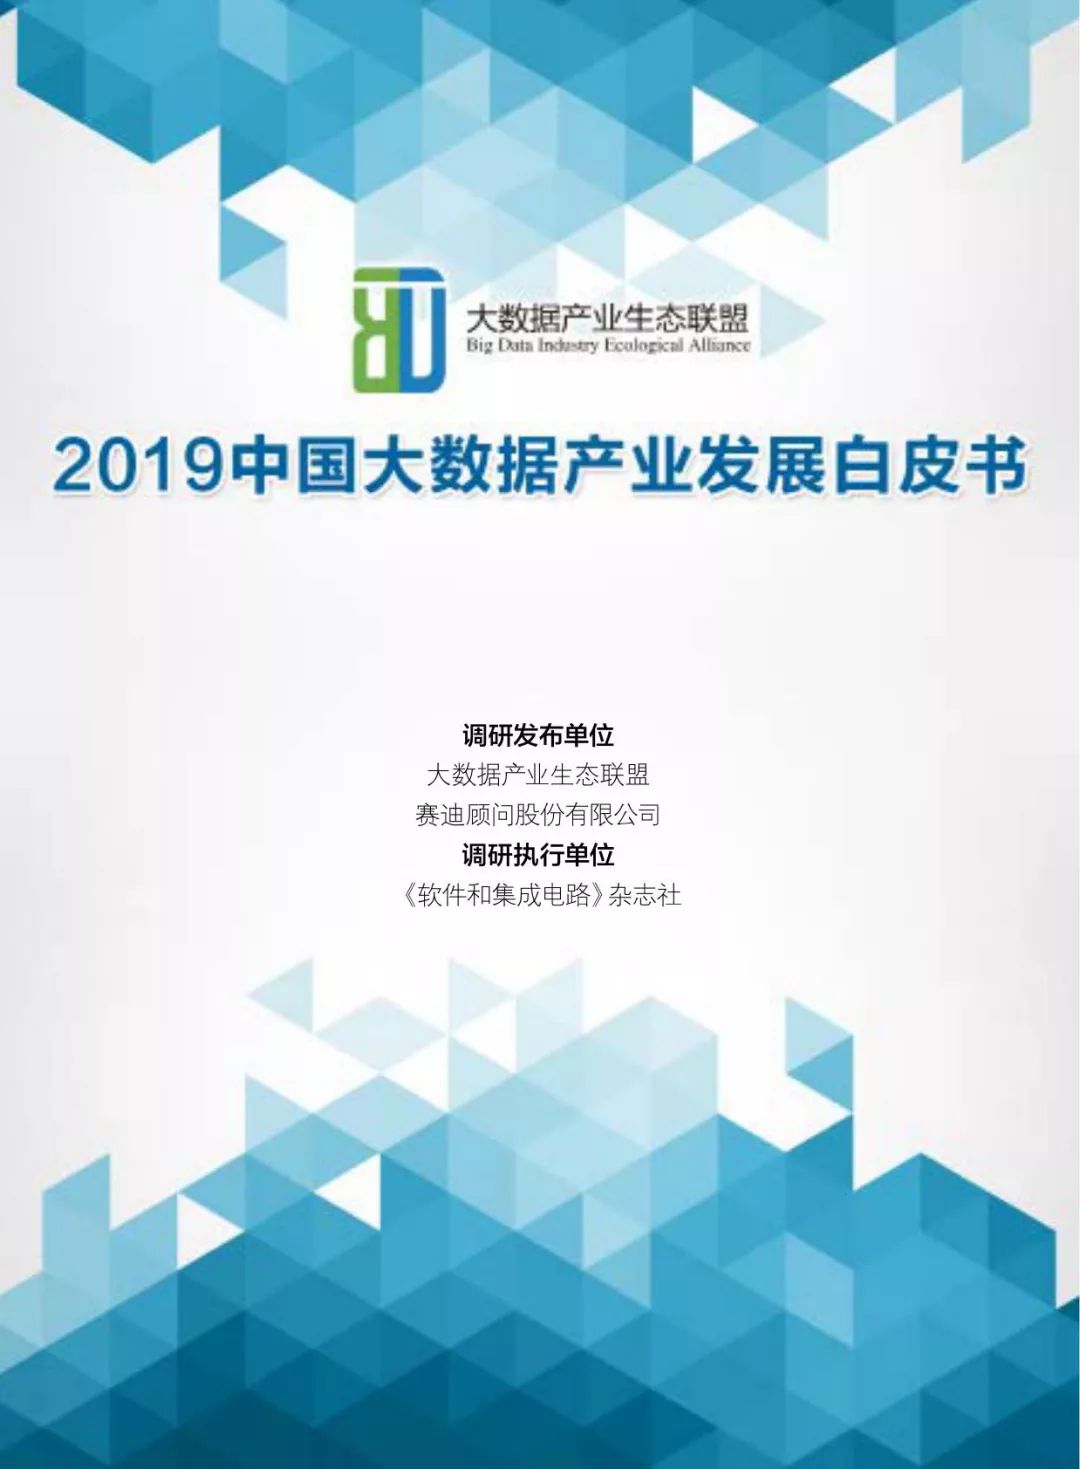 大数据产业生态联盟
Big Data Industry Ecological Alliance
2019中国大数据产业发展白皮书
调研发布单位
大数据产业生态联盟
赛迪顾问股份有限公司
调研执行单位
《软件和集成电路》杂志社